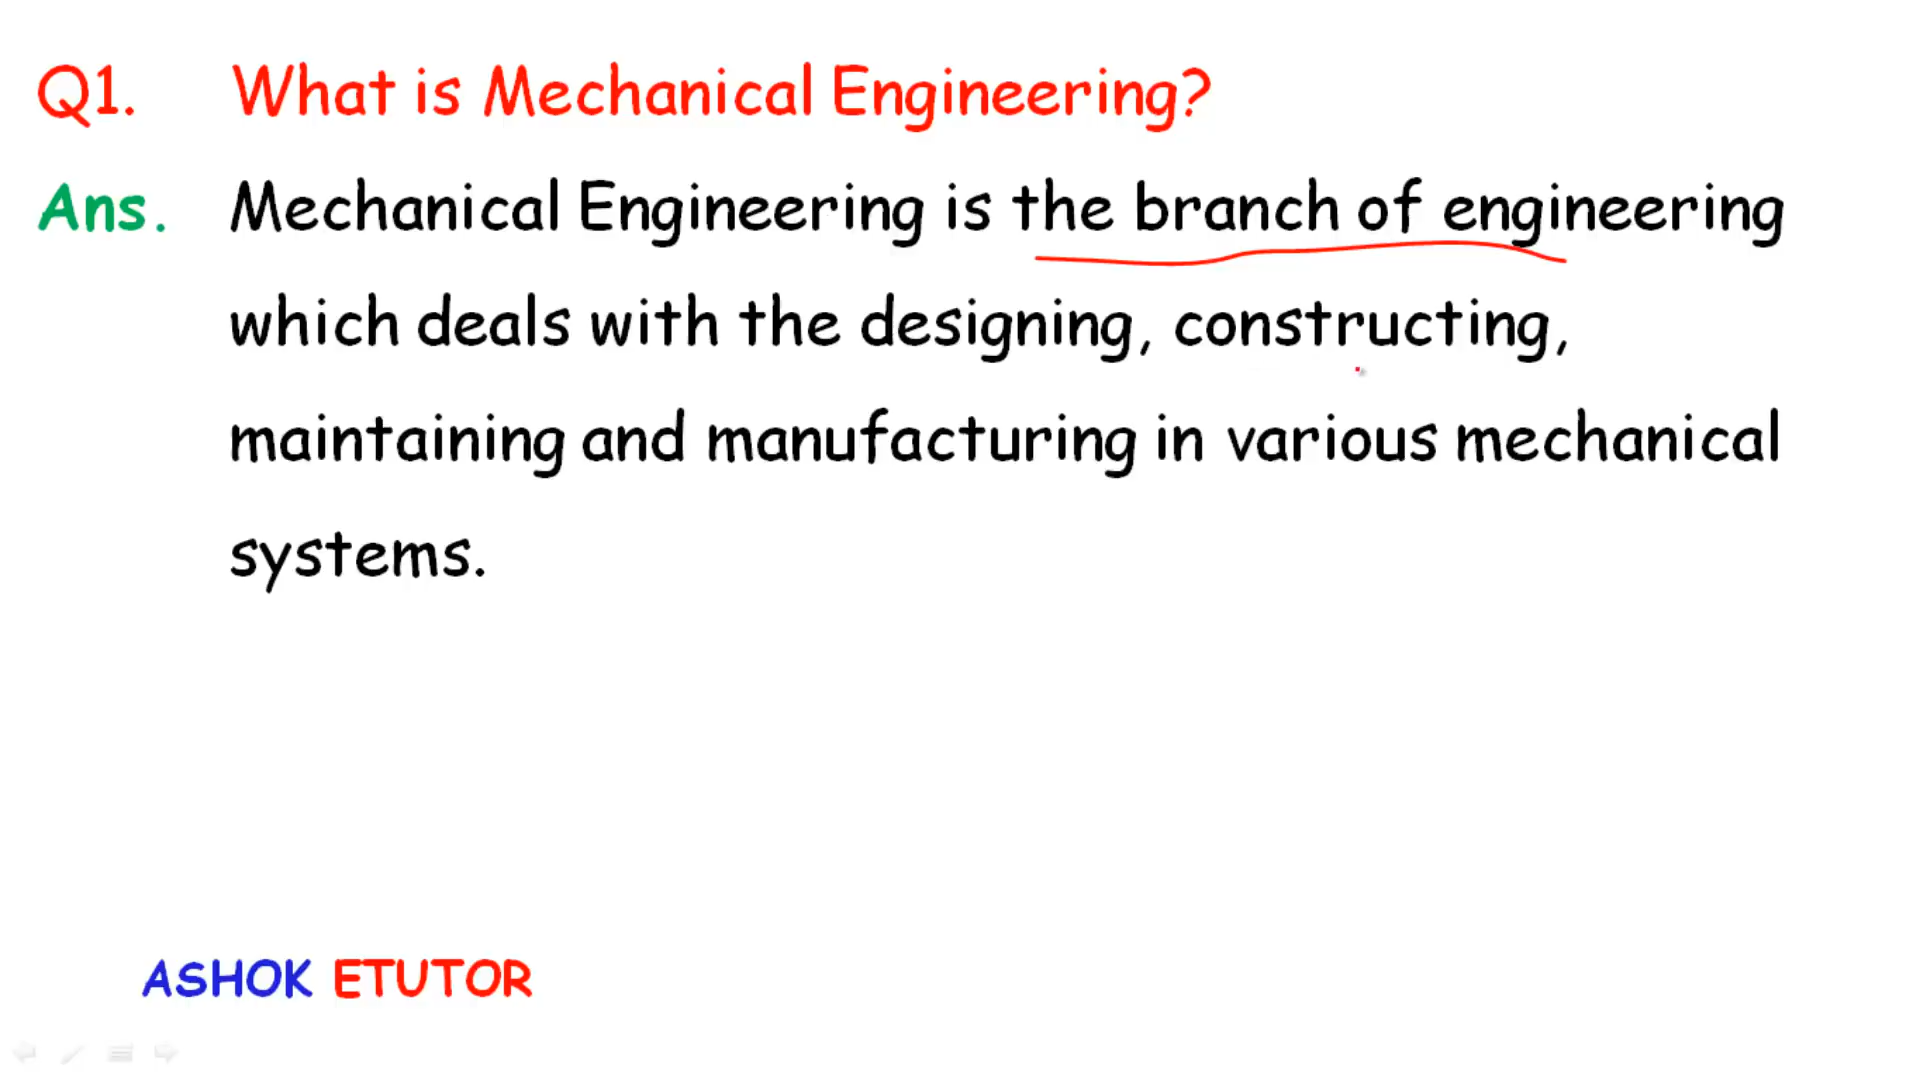 Q1. What is Mechanical Engineering?
Ans. Mechanical Engineering is the branch of engineering
which deals with the designing, constructing,
maintaining and manufacturing in various mechanical
systems.
ASHOK ETUTOR